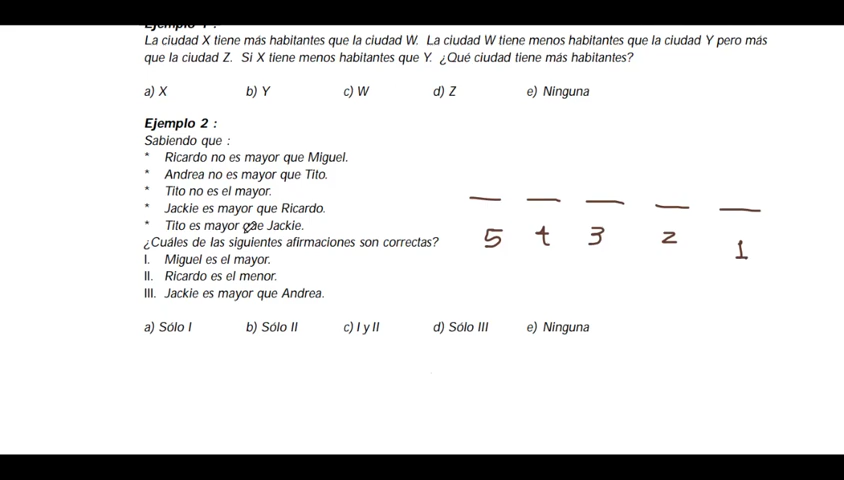 Ejemplo 1 :
La ciudad X tiene más habitantes que la ciudad W. La ciudad W tiene menos habitantes que la ciudad Y pero más
que la ciudad Z. Si X tiene menos habitantes que Y. ¿Qué ciudad tiene más habitantes?
a) X b) Y c) W d) Z e) Ninguna
Ejemplo 2 :
Sabiendo que :
* Ricardo no es mayor que Miguel.
* Andrea no es mayor que Tito.
* Tito no es el mayor.
* Jackie es mayor que Ricardo.
* Tito es mayor que Jackie.
5 4 3 2 1
¿Cuáles de las siguientes afirmaciones son correctas?
I. Miguel es el mayor.
II. Ricardo es el menor.
III. Jackie es mayor que Andrea.
a) Sólo I b) Sólo II c) I y II d) Sólo III e) Ninguna